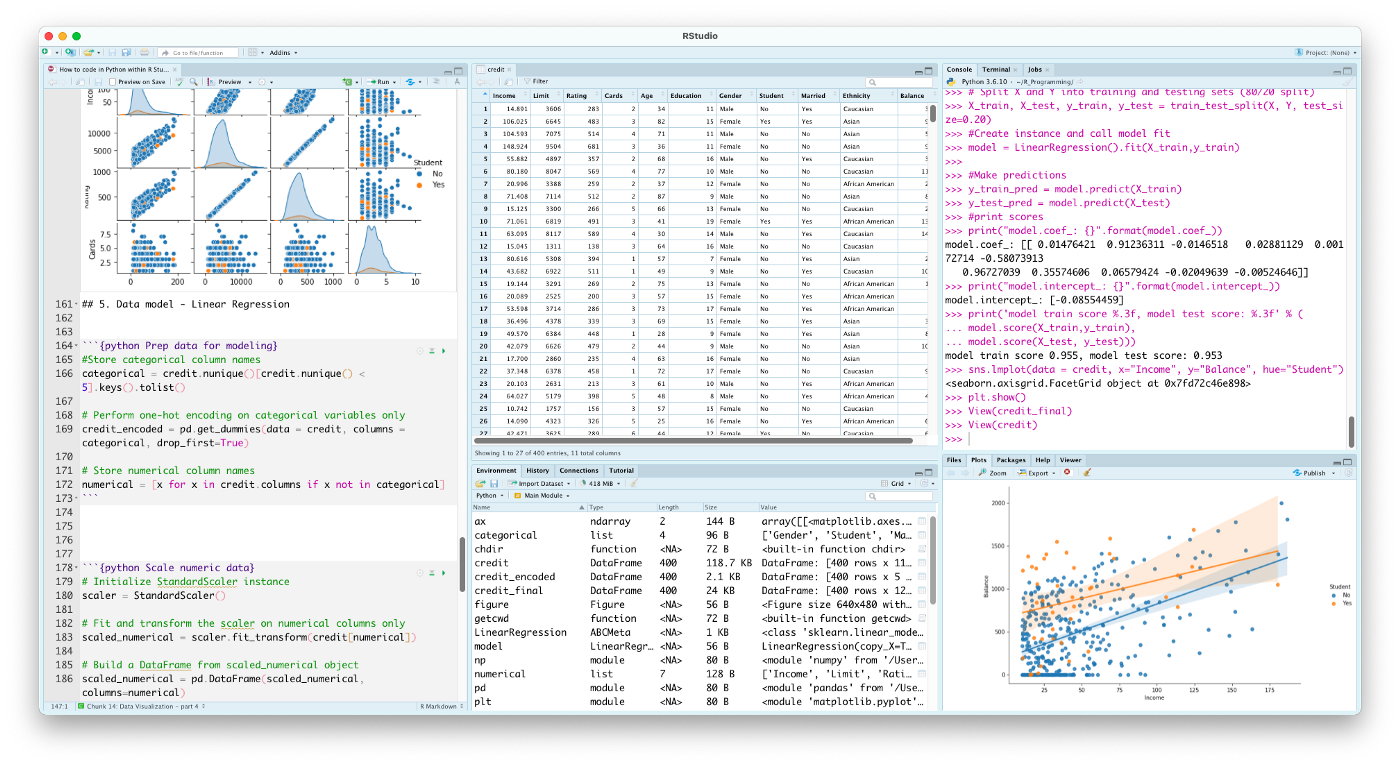 RStudio
Go to file/function
Addins
Project: (None)
How to code in Python within R Stu...
Preview on Save
Preview
Run
50
0
10000
5000
1000
500
7.5
5.0
2.5
Cards
0 200
0 10000
0 1000
0 10
Student
No
Yes
161 ## 5. Data model - Linear Regression
162
163
164 ```{python Prep data for modeling}
165 #Store categorical column names
166 categorical = credit.nunique()[credit.nunique() <
5].keys().tolist()
167
168 # Perform one-hot encoding on categorical variables only
169 credit_encoded = pd.get_dummies(data = credit, columns =
categorical, drop_first=True)
170
171 # Store numerical column names
172 numerical = [x for x in credit.columns if x not in categorical]
173 ```
174
175
176
177
178 ```{python Scale numeric data}
179 # Initialize StandardScaler instance
180 scaler = StandardScaler()
181
182 # Fit and transform the scaler on numerical columns only
183 scaled_numerical = scaler.fit_transform(credit[numerical])
184
185 # Build a DataFrame from scaled_numerical object
186 scaled_numerical = pd.DataFrame(scaled_numerical,
columns=numerical)
147:1 Chunk 14: Data Visualization - part 4 R Markdown
credit
Filter
Income Limit Rating Cards Age Education Gender Student Married Ethnicity Balance
1 14.891 3606 283 2 34 11 Male No Yes Caucasian
2 106.025 6645 483 3 82 15 Female Yes Yes Asian
3 104.593 7075 514 4 71 11 Male No No Asian
4 148.924 9504 681 3 36 11 Female No No Asian
5 55.882 4897 357 2 68 16 Male No Yes Caucasian
6 80.180 8047 569 4 77 10 Male No No Caucasian
7 20.996 3388 259 2 37 12 Female No No African American
8 71.408 7114 512 2 87 9 Male No No Asian
9 15.125 3300 266 5 66 13 Female No No Caucasian
10 71.061 6819 491 3 41 19 Female Yes Yes African American
11 63.095 8117 589 4 30 14 Male No Yes Caucasian
12 15.045 1311 138 3 64 16 Male No No Caucasian
13 80.616 5308 394 1 57 7 Female No Yes Asian
14 43.682 6922 511 1 49 9 Male No Yes Caucasian
15 19.144 3291 269 2 75 13 Female No No African American
16 20.089 2525 200 3 57 15 Female No Yes African American
17 53.598 3714 286 3 73 17 Female No Yes African American
18 36.496 4378 339 3 69 15 Female No Yes Asian
19 49.570 6384 448 1 28 9 Female No Yes Asian
20 42.079 6626 479 2 44 9 Male No No Asian
21 17.700 2860 235 4 63 16 Female No No Asian
22 37.348 6378 458 1 72 17 Female No No Caucasian
23 20.103 2631 213 3 61 10 Male No Yes African American
24 64.027 5179 398 5 48 8 Male No Yes African American
25 10.742 1757 156 3 57 15 Female No No Caucasian
26 14.090 4323 326 5 25 16 Female No Yes African American
27 42.471 3625 289 6 44 12 Female Yes No Caucasian
Showing 1 to 27 of 400 entries, 11 total columns
Environment History Connections Tutorial
Import Dataset 418 MiB Grid
Python Main Module
Name Type Length Size Value
ax ndarray 2 144 B array([[<matplotlib.axes....
categorical list 4 96 B ['Gender', 'Student', 'Ma...
chdir function <NA> 72 B <built-in function chdir>
credit DataFrame 400 118.7 KB DataFrame: [400 rows x 11...
credit_encoded DataFrame 400 2.1 KB DataFrame: [400 rows x 5 ...
credit_final DataFrame 400 24 KB DataFrame: [400 rows x 12...
figure Figure <NA> 56 B <Figure size 640x480 with...
getcwd function <NA> 72 B <built-in function getcwd>
LinearRegression ABCMeta <NA> 1 KB <class 'sklearn.linear_mode...
model LinearRegr... <NA> 56 B LinearRegression(copy_X=T...
np module <NA> 80 B <module 'numpy' from '/User...
numerical list 7 128 B ['Income', 'Limit', 'Rati...
pd module <NA> 80 B <module 'pandas' from '/Use...
plt module <NA> 80 B <module 'matplotlib.pyplot'...
Console Terminal Jobs
Python 3.6.10 · ~/R_Programming/
>>> # Split X and Y into training and testing sets (80/20 split)
>>> X_train, X_test, y_train, y_test = train_test_split(X, Y, test_si
ze=0.20)
>>> #Create instance and call model fit
>>> model = LinearRegression().fit(X_train,y_train)
>>>
>>> #Make predictions
>>> y_train_pred = model.predict(X_train)
>>> y_test_pred = model.predict(X_test)
>>> #print scores
>>> print("model.coef_: {}".format(model.coef_))
model.coef_: [[ 0.01476421 0.91236311 -0.0146518 0.02881129 0.001
72714 -0.58073913
0.96727039 0.35574606 0.06579424 -0.02049639 -0.00524646]]
>>> print("model.intercept_: {}".format(model.intercept_))
model.intercept_: [-0.08554459]
>>> print('model train score %.3f, model test score: %.3f' % (
... model.score(X_train,y_train),
... model.score(X_test, y_test)))
model train score 0.955, model test score: 0.953
>>> sns.lmplot(data = credit, x="Income", y="Balance", hue="Student")
<seaborn.axisgrid.FacetGrid object at 0x7fd72c46e898>
>>> plt.show()
>>> View(credit_final)
>>> View(credit)
>>>
Files Plots Packages Help Viewer
Zoom Export Publish
2000
1500
1000
500
0
Balance
25 50 75 100 125 150 175
Income
Student
No
Yes